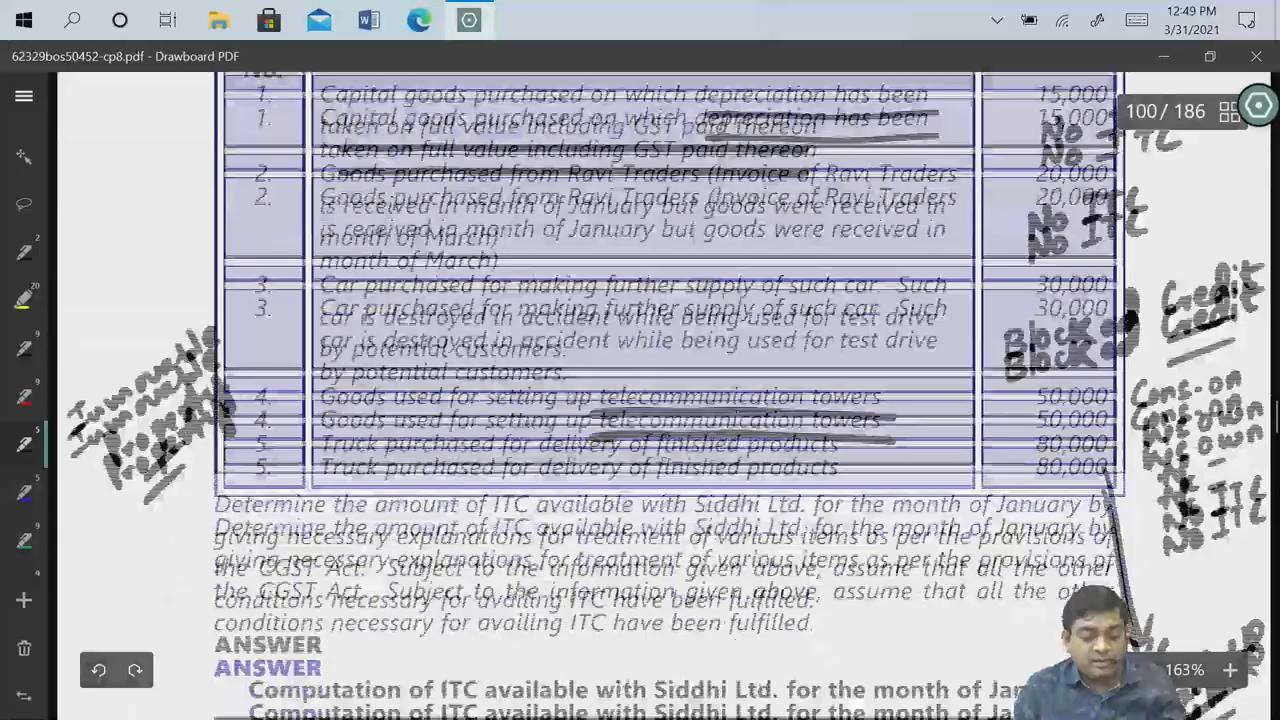 12:49 PM
3/31/2021
62329bos50452-cp8.pdf - Drawboard PDF
100 / 186
1. Capital goods purchased on which depreciation has been 15,000
taken on full value including GST paid thereon
No - ITC
2. Goods purchased from Ravi Traders (Invoice of Ravi Traders 20,000
is received in month of January but goods were received in
month of March)
No ITC
3. Car purchased for making further supply of such car. Such 30,000
car is destroyed in accident while being used for test drive
by potential customers.
Block
Credit
4. Goods used for setting up telecommunication towers 50,000
5. Truck purchased for delivery of finished products 80,000
Immovable
Cons-on
own
No ITC
Determine the amount of ITC available with Siddhi Ltd. for the month of January by
giving necessary explanations for treatment of various items as per the provisions of
the CGST Act. Subject to the information given above, assume that all the other
conditions necessary for availing ITC have been fulfilled.
ANSWER
Computation of ITC available with Siddhi Ltd. for the month of Jan
163%